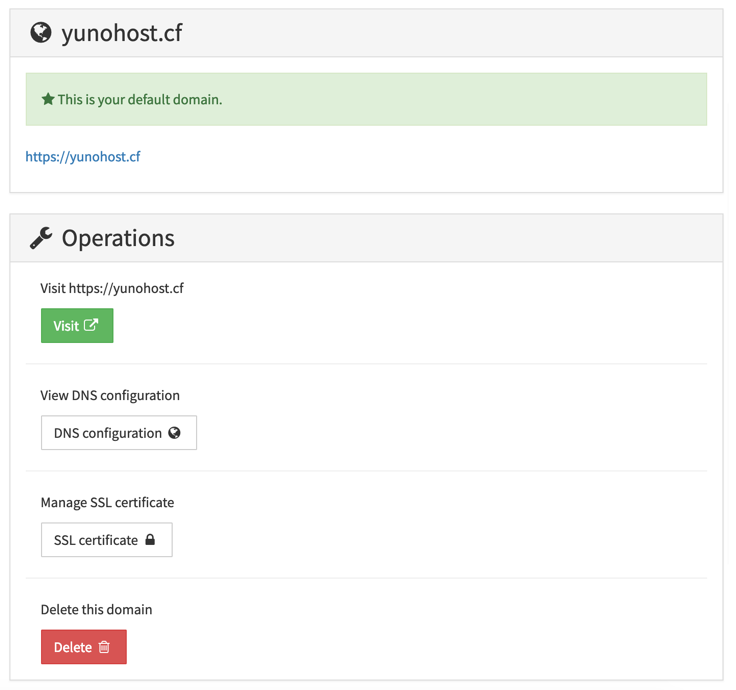 yunohost.cf
This is your default domain.
https://yunohost.cf
Operations
Visit https://yunohost.cf
Visit
View DNS configuration
DNS configuration
Manage SSL certificate
SSL certificate
Delete this domain
Delete